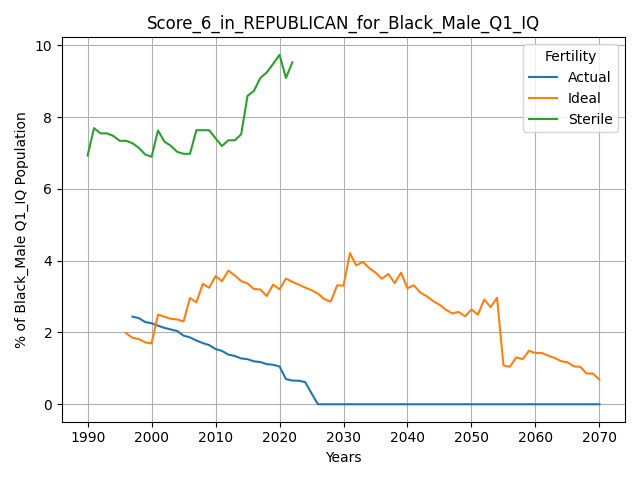 Score_6_in_REPUBLICAN_for_Black_Male_Q1_IQ
% of Black_Male Q1_IQ Population
10
8
6
4
2
0
Fertility
Actual
Ideal
Sterile
1990 2000 2010 2020 2030 2040 2050 2060 2070
Years